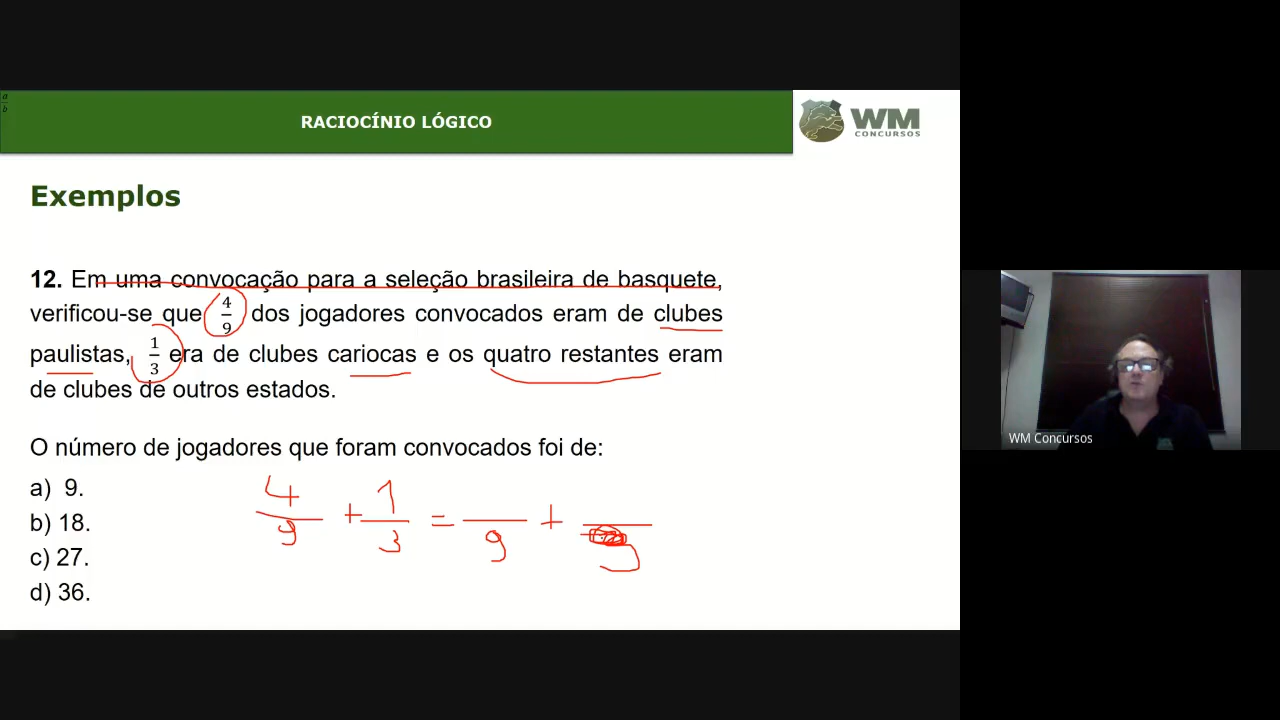 a
b
RACIOCÍNIO LÓGICO
WM
CONCURSOS
Exemplos
12. Em uma convocação para a seleção brasileira de basquete,
verificou-se que 4/9 dos jogadores convocados eram de clubes
paulistas, 1/3 era de clubes cariocas e os quatro restantes eram
de clubes de outros estados.
O número de jogadores que foram convocados foi de:
a) 9.
b) 18.
c) 27.
d) 36.
4/9 + 1/3 = /9 + /9
WM Concursos